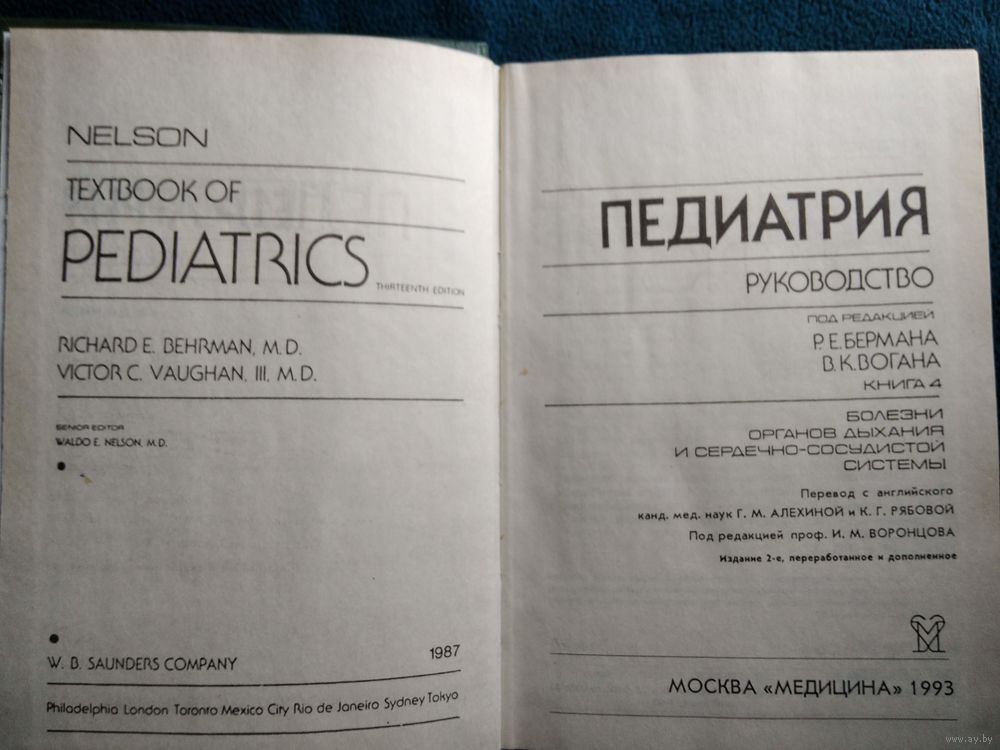 NELSON
TEXTBOOK OF
PEDIATRICS
THIRTEENTH EDITION
RICHARD E. BEHRMAN, M.D.
VICTOR C. VAUGHAN, III, M.D.
SENIOR EDITOR
WALDO E. NELSON, M.D.
W. B. SAUNDERS COMPANY
1987
Philadelphia London Toronto Mexico City Rio de Janeiro Sydney Tokyo
ПЕДИАТРИЯ
РУКОВОДСТВО
ПОД РЕДАКЦИЕЙ
Р.Е.БЕРМАНА
В.К.ВОГАНА
КНИГА 4
БОЛЕЗНИ
ОРГАНОВ ДЫХАНИЯ
И СЕРДЕЧНО-СОСУДИСТОЙ
СИСТЕМЫ
Перевод с английского
канд. мед. наук Г. М. АЛЕХИНОЙ и К. Г. РЯБОВОЙ
Под редакцией проф. И. М. ВОРОНЦОВА
Издание 2-е, переработанное и дополненное
МОСКВА «МЕДИЦИНА» 1993
www.ay.by